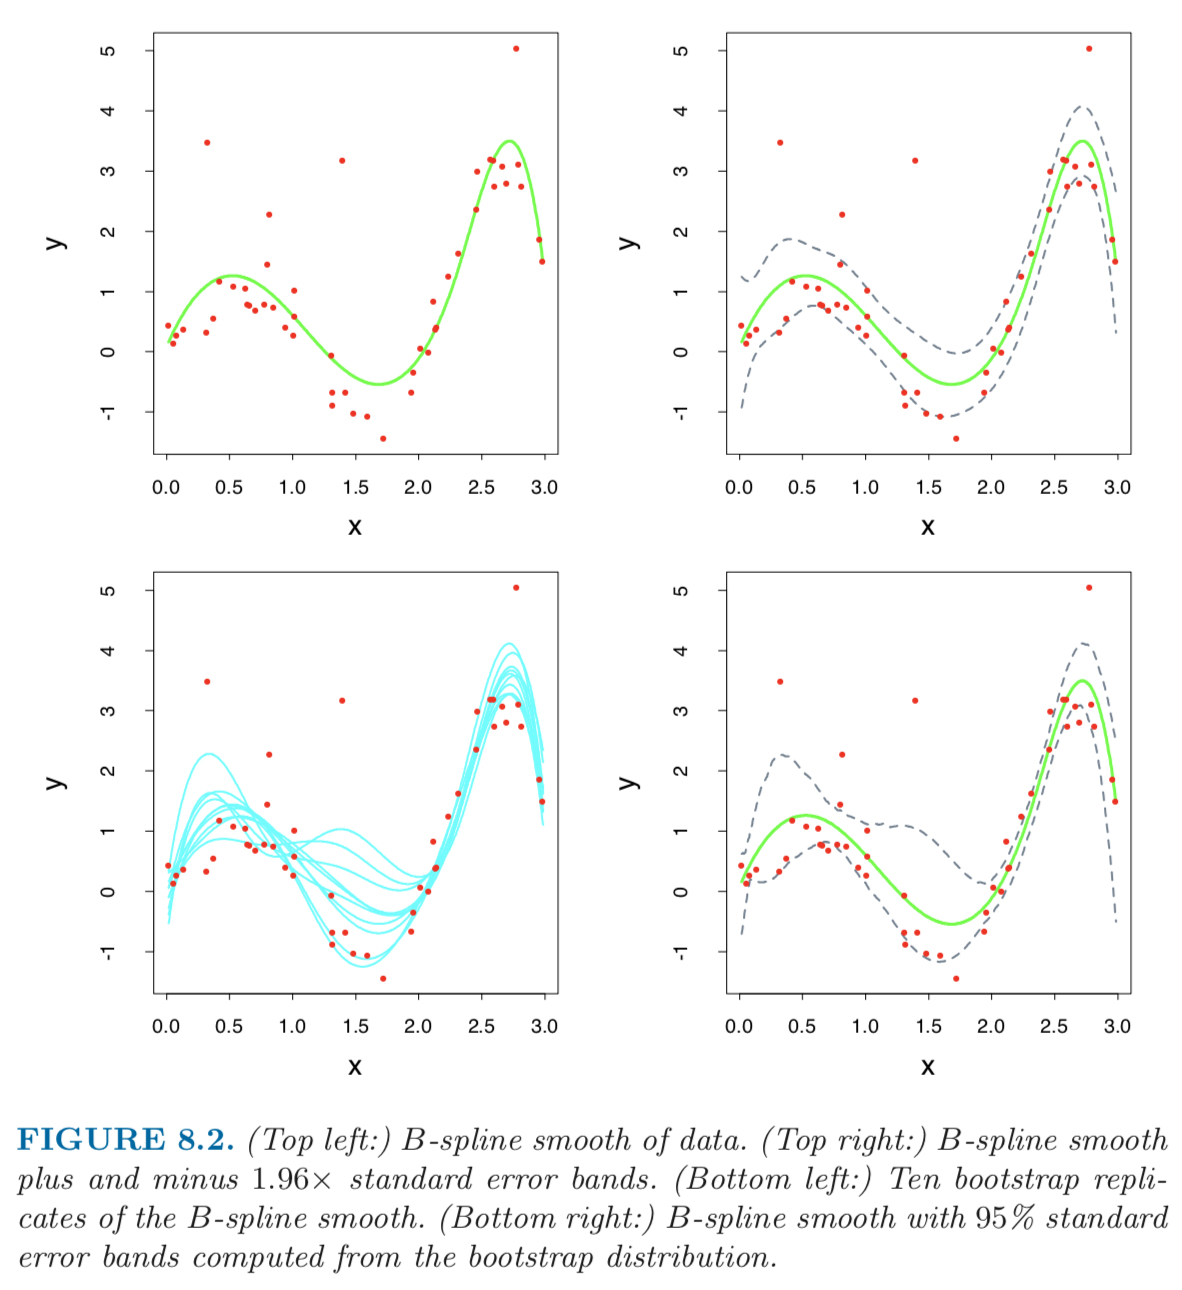 5
4
3
2
1
0
-1
y
0.0 0.5 1.0 1.5 2.0 2.5 3.0
x
5
4
3
2
1
0
-1
y
0.0 0.5 1.0 1.5 2.0 2.5 3.0
x
5
4
3
2
1
0
-1
y
0.0 0.5 1.0 1.5 2.0 2.5 3.0
x
5
4
3
2
1
0
-1
y
0.0 0.5 1.0 1.5 2.0 2.5 3.0
x
FIGURE 8.2. (Top left:) B-spline smooth of data. (Top right:) B-spline smooth
plus and minus 1.96× standard error bands. (Bottom left:) Ten bootstrap repli-
cates of the B-spline smooth. (Bottom right:) B-spline smooth with 95% standard
error bands computed from the bootstrap distribution.